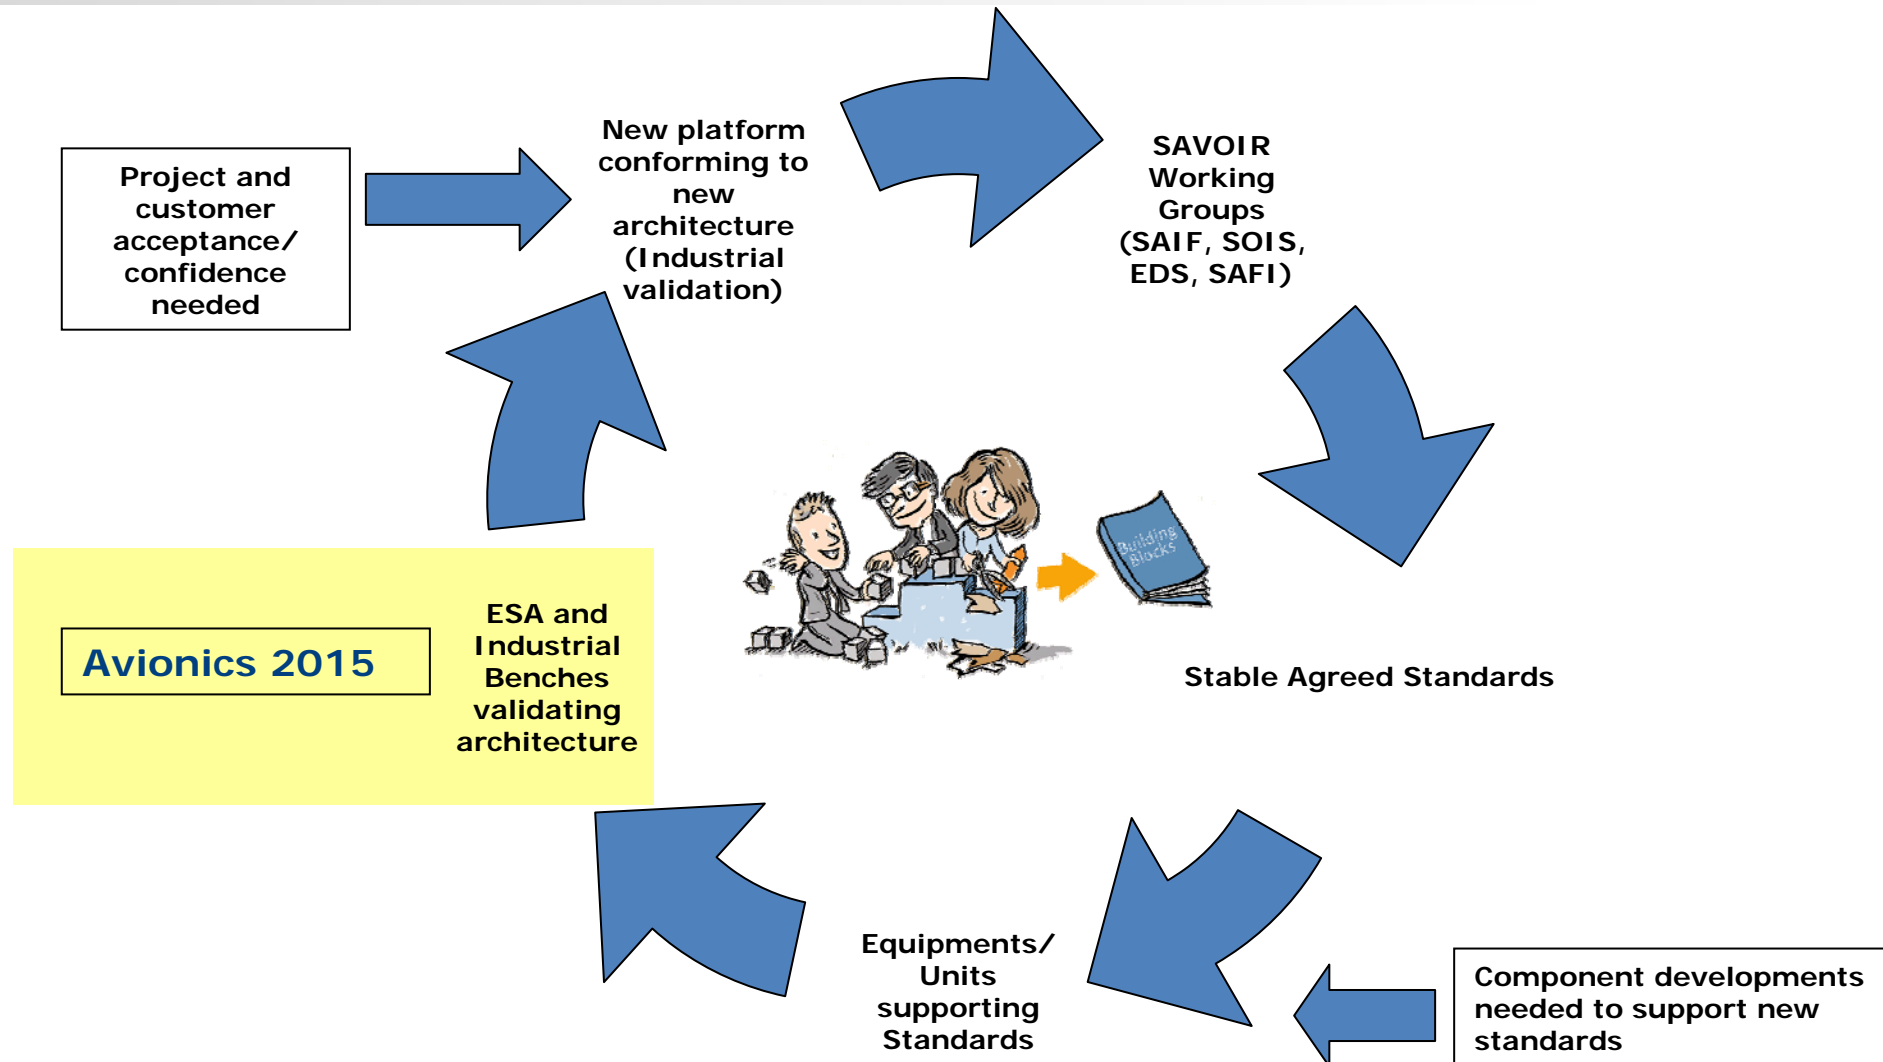 New platform
conforming to
new
architecture
(Industrial
validation)
Project and
customer
acceptance/
confidence
needed
SAVOIR
Working
Groups
(SAIF, SOIS,
EDS, SAFI)
Building
Blocks
ESA and
Industrial
Benches
validating
architecture
Avionics 2015
Stable Agreed Standards
Equipments/
Units
supporting
Standards
Component developments
needed to support new
standards